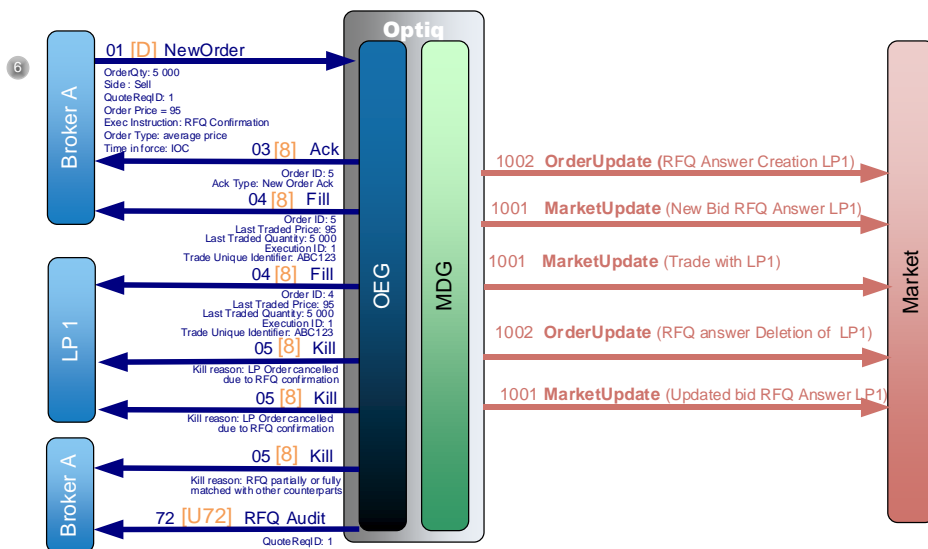 Optiq
6
Broker A
01 [D] NewOrder
OrderQty: 5 000
Side : Sell
QuoteReqID: 1
Order Price = 95
Exec Instruction: RFQ Confirmation
Order Type: average price
Time in force: IOC
03 [8] Ack
Order ID: 5
Ack Type: New Order Ack
04 [8] Fill
Order ID: 5
Last Traded Price: 95
Last Traded Quantity: 5 000
Execution ID: 1
Trade Unique Identifier: ABC123
LP 1
04 [8] Fill
Order ID: 4
Last Traded Price: 95
Last Traded Quantity: 5 000
Execution ID: 1
Trade Unique Identifier: ABC123
05 [8] Kill
Kill reason: LP Order cancelled
due to RFQ confirmation
05 [8] Kill
Kill reason: LP Order cancelled
due to RFQ confirmation
Broker A
05 [8] Kill
Kill reason: RFQ partially or fully
matched with other counterparts
72 [U72] RFQ Audit
QuoteReqID: 1
OEG
MDG
1002 OrderUpdate (RFQ Answer Creation LP1)
1001 MarketUpdate (New Bid RFQ Answer LP1)
1001 MarketUpdate (Trade with LP1)
1002 OrderUpdate (RFQ answer Deletion of LP1)
1001 MarketUpdate (Updated bid RFQ Answer LP1)
Market